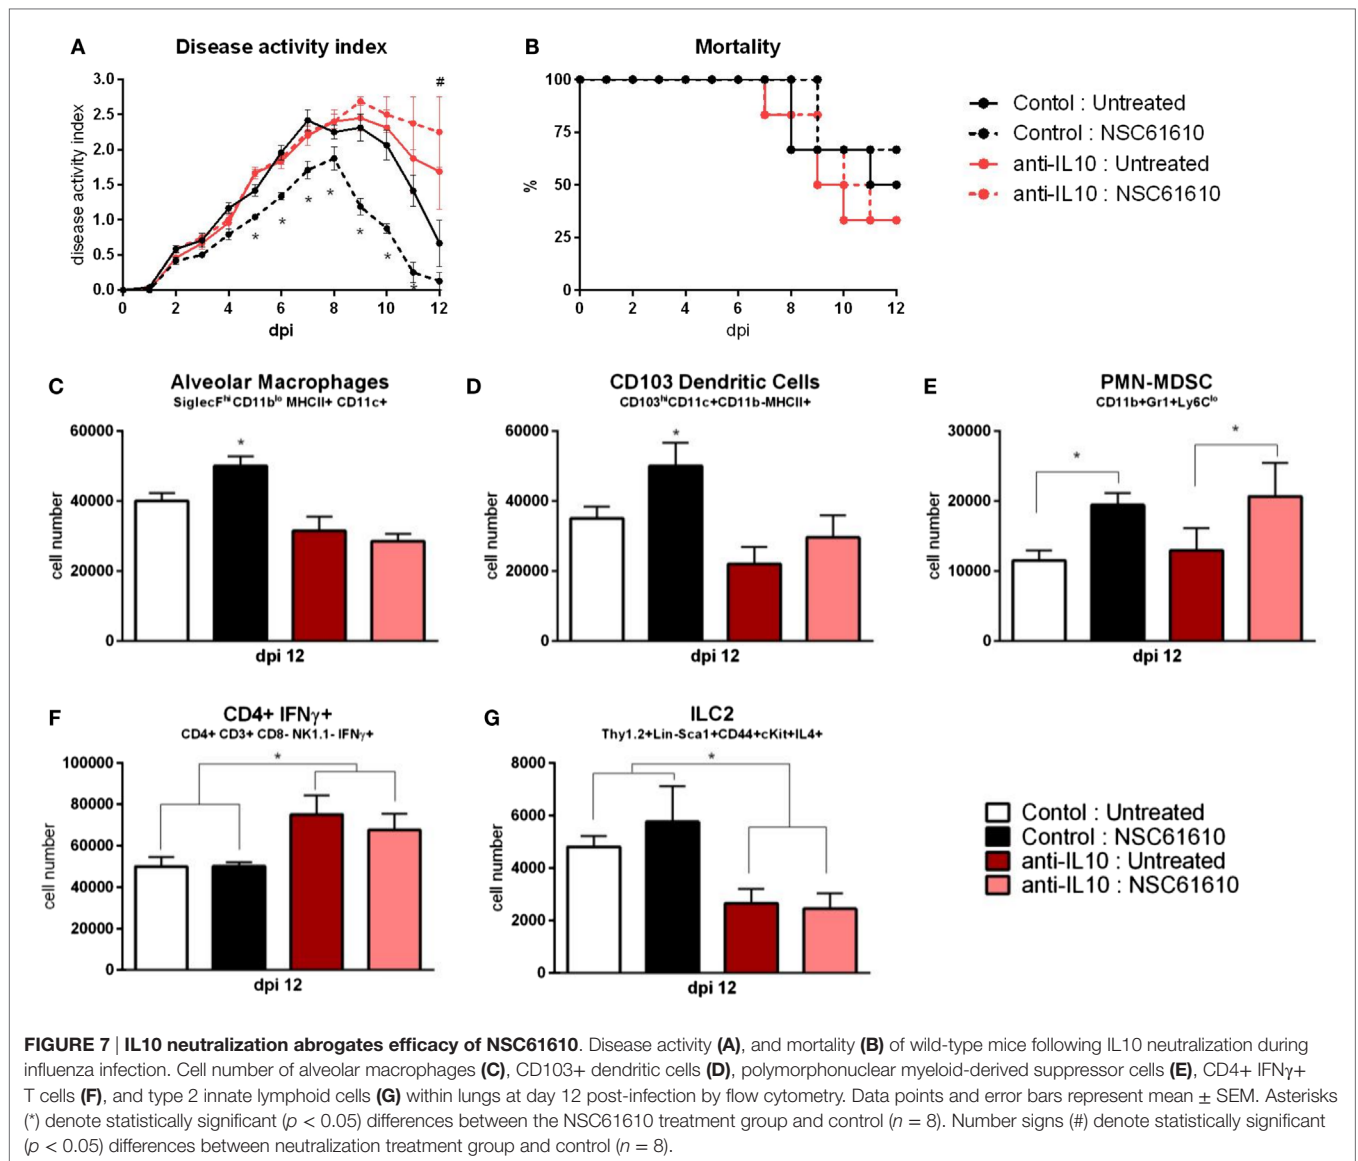 A Disease activity index
3.0
2.5
2.0
1.5
1.0
0.5
0.0
disease activity index
#
* * * * * * *
0 2 4 6 8 10 12
dpi
B Mortality
100
75
50
25
0
%
0 2 4 6 8 10 12
dpi
Contol : Untreated
Control : NSC61610
anti-IL10 : Untreated
anti-IL10 : NSC61610
C Alveolar Macrophages
SiglecFhi CD11blo MHCII+ CD11c+
60000
40000
20000
0
cell number
*
dpi 12
D CD103 Dendritic Cells
CD103hiCD11c+CD11b-MHCII+
60000
40000
20000
0
cell number
*
dpi 12
E PMN-MDSC
CD11b+Gr1+Ly6Clo
30000
20000
10000
0
cell number
* *
dpi 12
F CD4+ IFNγ+
CD4+ CD3+ CD8- NK1.1- IFNγ+
100000
80000
60000
40000
20000
0
cell number
*
dpi 12
G ILC2
Thy1.2+Lin-Sca1+CD44+cKit+IL4+
8000
6000
4000
2000
0
cell number
*
dpi 12
Contol : Untreated
Control : NSC61610
anti-IL10 : Untreated
anti-IL10 : NSC61610
FIGURE 7 | IL10 neutralization abrogates efficacy of NSC61610. Disease activity (A), and mortality (B) of wild-type mice following IL10 neutralization during
influenza infection. Cell number of alveolar macrophages (C), CD103+ dendritic cells (D), polymorphonuclear myeloid-derived suppressor cells (E), CD4+ IFNγ+
T cells (F), and type 2 innate lymphoid cells (G) within lungs at day 12 post-infection by flow cytometry. Data points and error bars represent mean ± SEM. Asterisks
(*) denote statistically significant (p < 0.05) differences between the NSC61610 treatment group and control (n = 8). Number signs (#) denote statistically significant
(p < 0.05) differences between neutralization treatment group and control (n = 8).